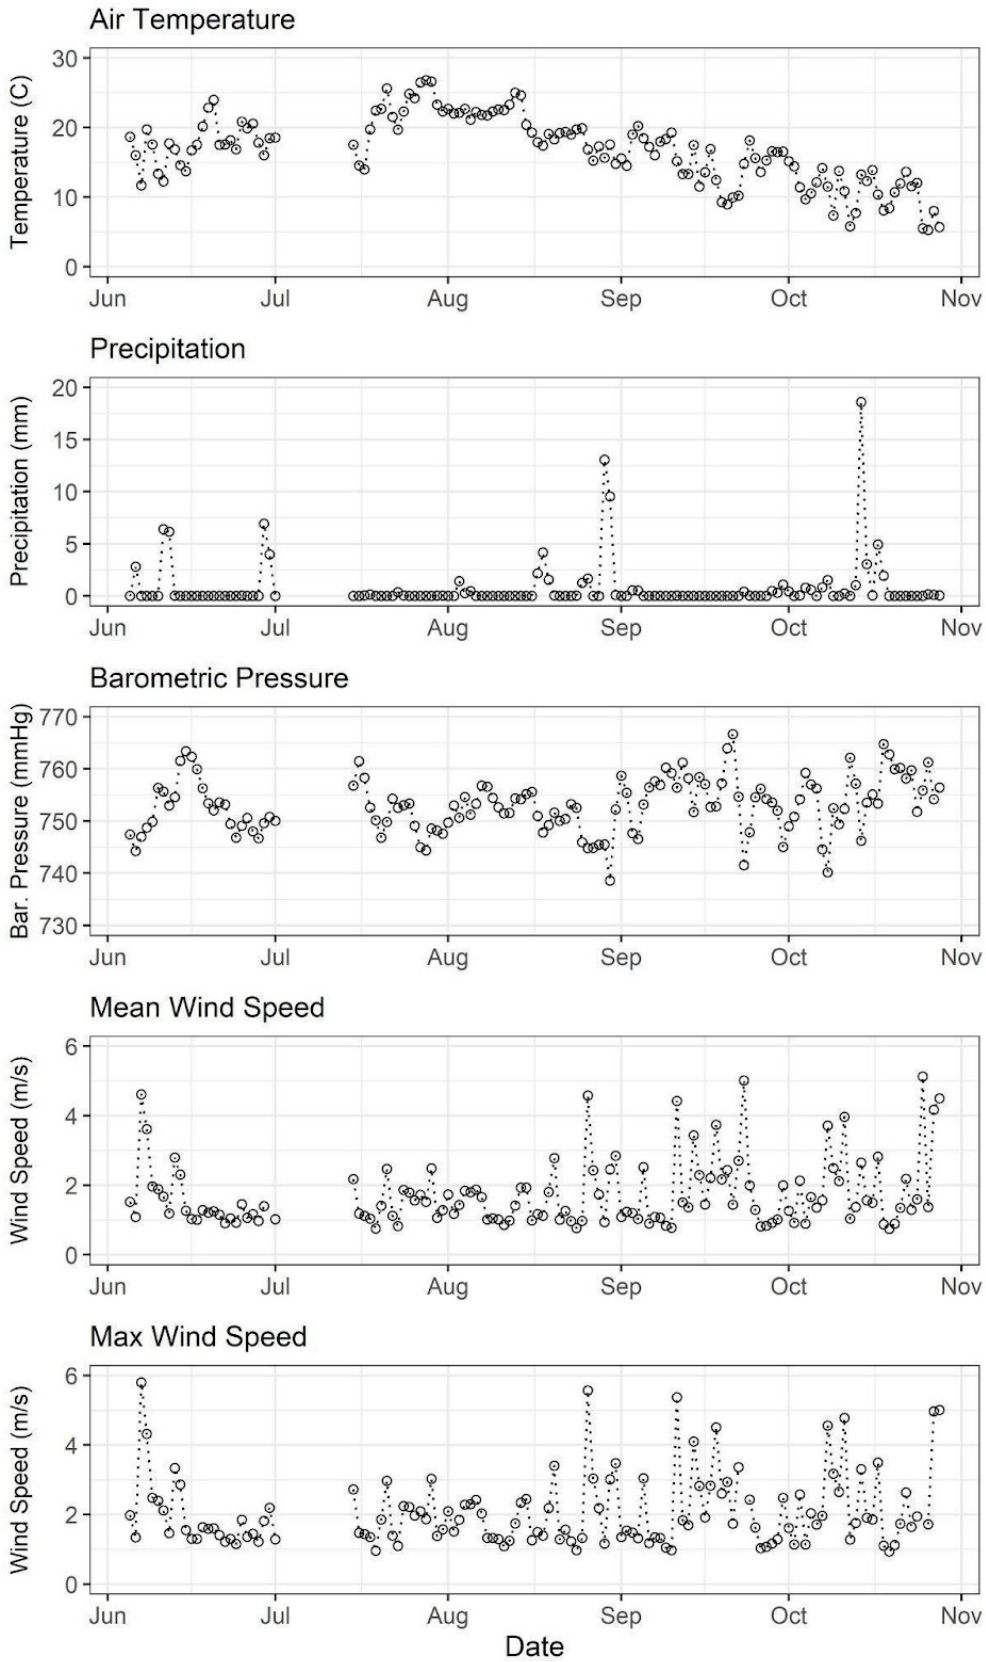 Air Temperature
Temperature (C)
30
20
10
0
Jun Jul Aug Sep Oct Nov
Precipitation
Precipitation (mm)
20
15
10
5
0
Jun Jul Aug Sep Oct Nov
Barometric Pressure
Bar. Pressure (mmHg)
770
760
750
740
730
Jun Jul Aug Sep Oct Nov
Mean Wind Speed
Wind Speed (m/s)
6
4
2
0
Jun Jul Aug Sep Oct Nov
Max Wind Speed
Wind Speed (m/s)
6
4
2
0
Jun Jul Aug Sep Oct Nov
Date